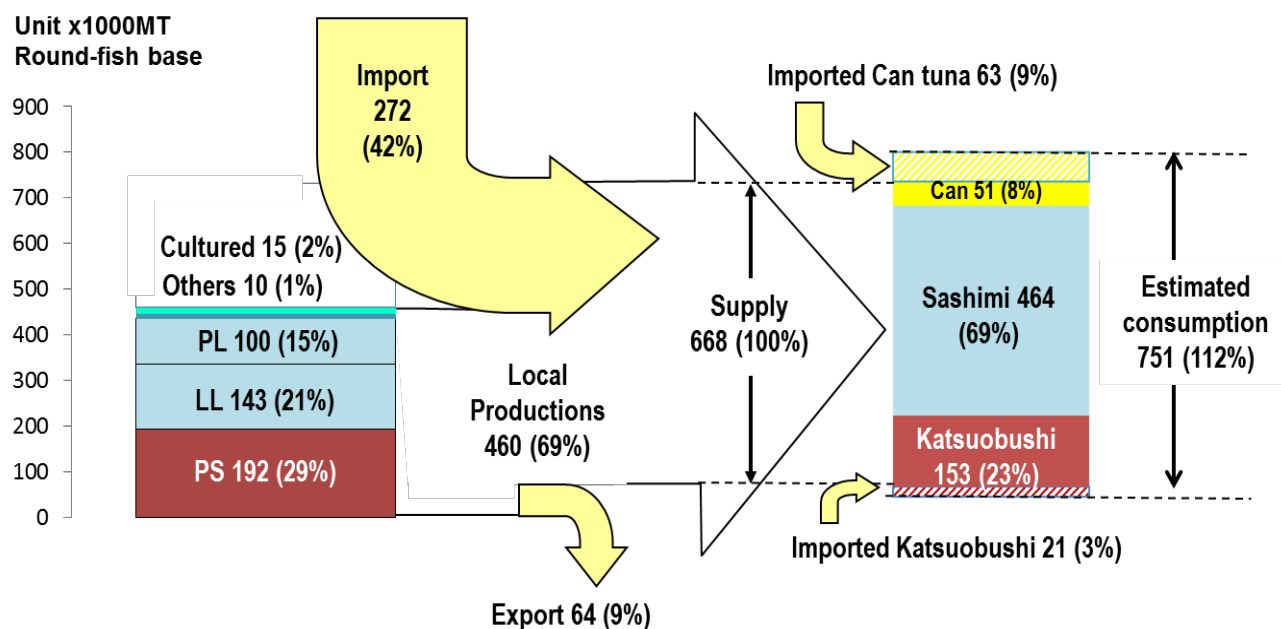 Unit x1000MT
Round-fish base
900
800
700
600
500
400
300
200
100
0
Cultured 15 (2%)
Others 10 (1%)
PL 100 (15%)
LL 143 (21%)
PS 192 (29%)
Import
272
(42%)
Local
Productions
460 (69%)
Export 64 (9%)
Supply
668 (100%)
Imported Can tuna 63 (9%)
Can 51 (8%)
Sashimi 464
(69%)
Katsuobushi
153 (23%)
Imported Katsuobushi 21 (3%)
Estimated
consumption
751 (112%)